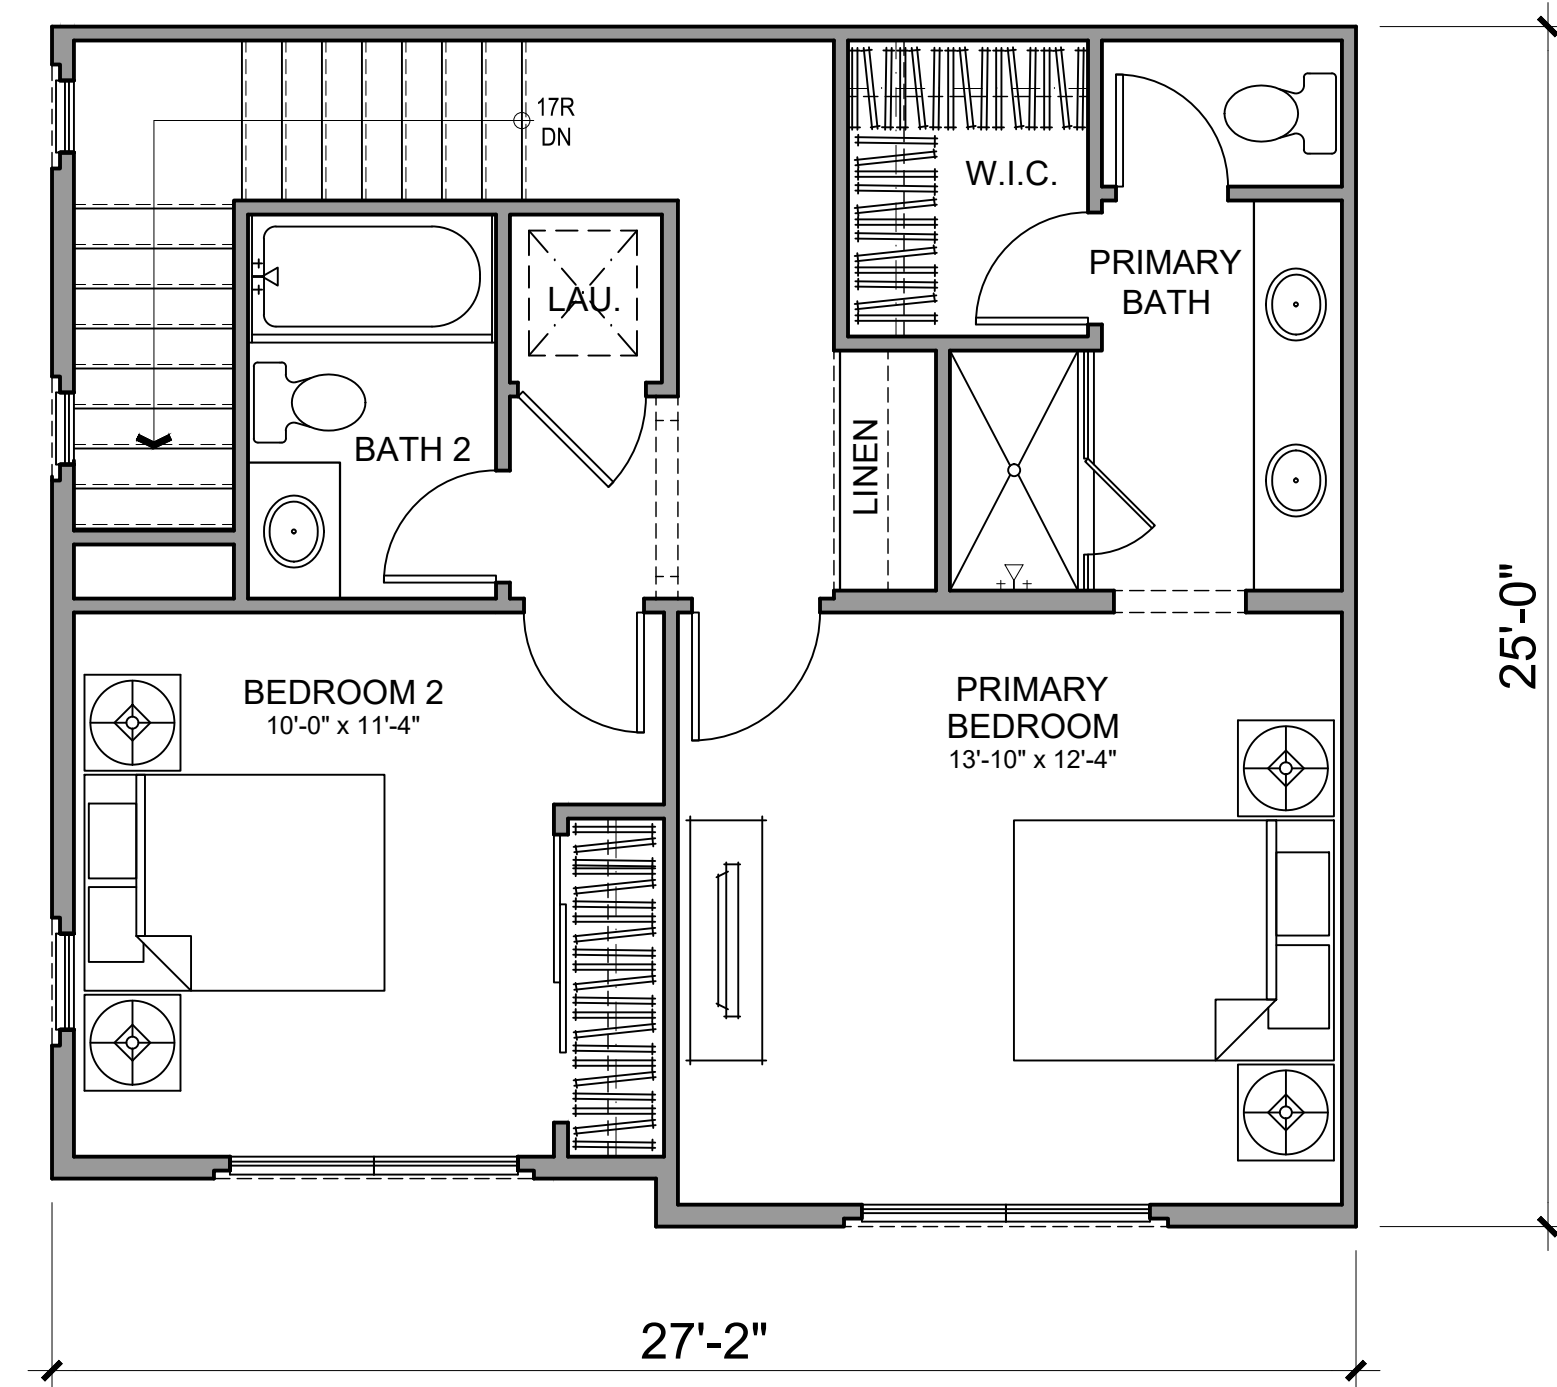 17R
DN
W.I.C.
PRIMARY
BATH
LAU.
BATH 2
LINEN
BEDROOM 2
10'-0" x 11'-4"
PRIMARY
BEDROOM
13'-10" x 12'-4"
25'-0"
27'-2"